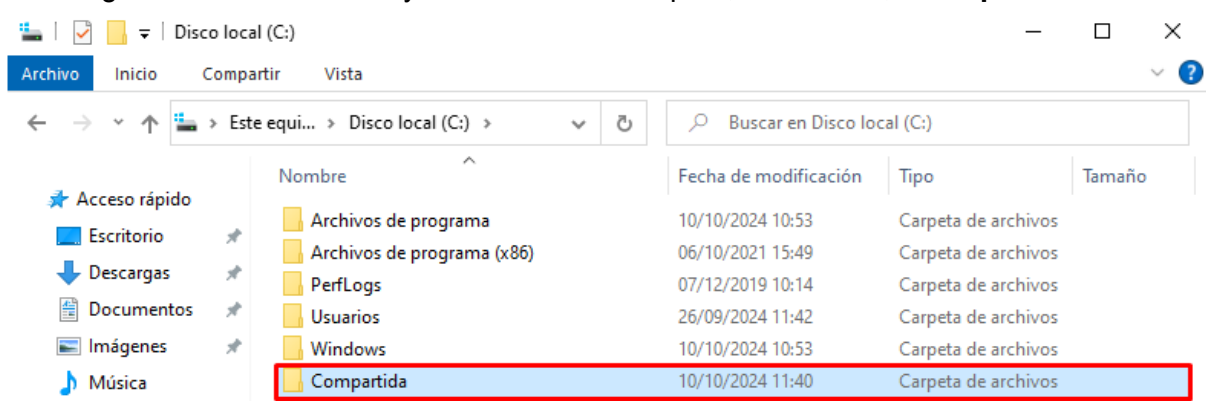 Disco local (C:)
Archivo Inicio Compartir Vista
Este equi... > Disco local (C:) > Buscar en Disco local (C:)
Nombre Fecha de modificación Tipo Tamaño
Acceso rápido
Escritorio
Descargas
Documentos
Imágenes
Música
Archivos de programa 10/10/2024 10:53 Carpeta de archivos
Archivos de programa (x86) 06/10/2021 15:49 Carpeta de archivos
PerfLogs 07/12/2019 10:14 Carpeta de archivos
Usuarios 26/09/2024 11:42 Carpeta de archivos
Windows 10/10/2024 10:53 Carpeta de archivos
Compartida 10/10/2024 11:40 Carpeta de archivos